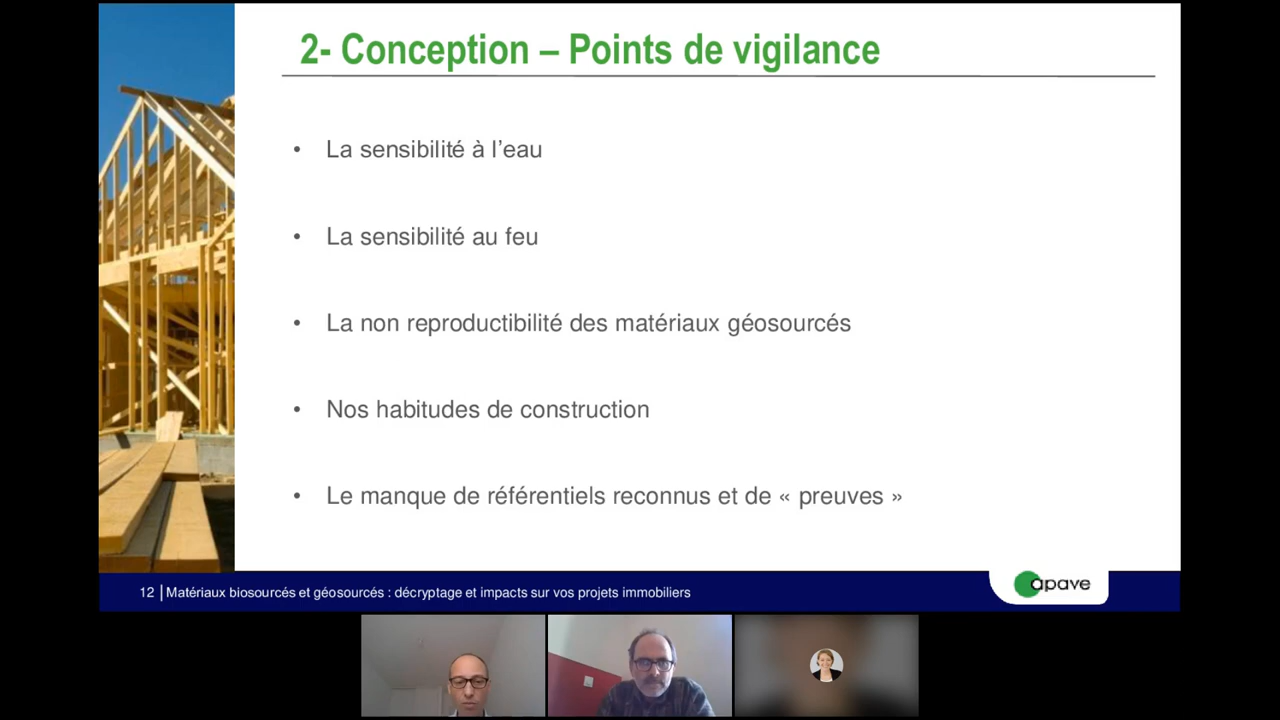 2- Conception – Points de vigilance
• La sensibilité à l’eau
• La sensibilité au feu
• La non reproductibilité des matériaux géosourcés
• Nos habitudes de construction
• Le manque de référentiels reconnus et de « preuves »
12 | Matériaux biosourcés et géosourcés : décryptage et impacts sur vos projets immobiliers
apave